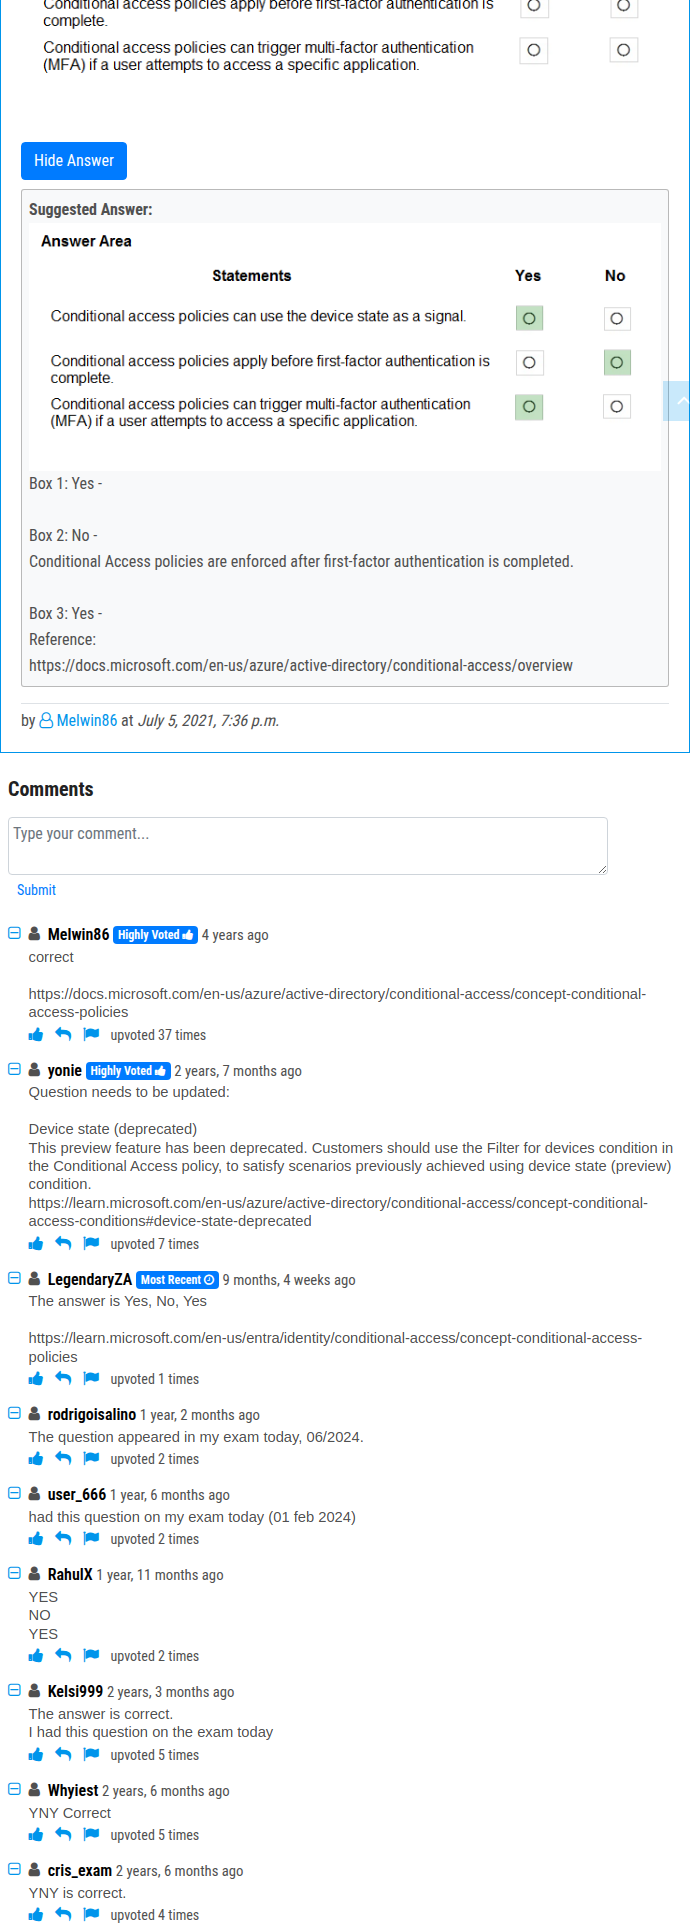 Conditional access policies apply before first-factor authentication is
complete.
Conditional access policies can trigger multi-factor authentication
(MFA) if a user attempts to access a specific application.
Hide Answer
Suggested Answer:
Answer Area
Statements Yes No
Conditional access policies can use the device state as a signal.
Conditional access policies apply before first-factor authentication is
complete.
Conditional access policies can trigger multi-factor authentication
(MFA) if a user attempts to access a specific application.
Box 1: Yes -
Box 2: No -
Conditional Access policies are enforced after first-factor authentication is completed.
Box 3: Yes -
Reference:
https://docs.microsoft.com/en-us/azure/active-directory/conditional-access/overview
by Melwin86 at July 5, 2021, 7:36 p.m.
Comments
Type your comment...
Submit
Melwin86 Highly Voted 4 years ago
correct
https://docs.microsoft.com/en-us/azure/active-directory/conditional-access/concept-conditional-
access-policies
upvoted 37 times
yonie Highly Voted 2 years, 7 months ago
Question needs to be updated:
Device state (deprecated)
This preview feature has been deprecated. Customers should use the Filter for devices condition in
the Conditional Access policy, to satisfy scenarios previously achieved using device state (preview)
condition.
https://learn.microsoft.com/en-us/azure/active-directory/conditional-access/concept-conditional-
access-conditions#device-state-deprecated
upvoted 7 times
LegendaryZA Most Recent 9 months, 4 weeks ago
The answer is Yes, No, Yes
https://learn.microsoft.com/en-us/entra/identity/conditional-access/concept-conditional-access-
policies
upvoted 1 times
rodrigoisalino 1 year, 2 months ago
The question appeared in my exam today, 06/2024.
upvoted 2 times
user_666 1 year, 6 months ago
had this question on my exam today (01 feb 2024)
upvoted 2 times
RahulX 1 year, 11 months ago
YES
NO
YES
upvoted 2 times
Kelsi999 2 years, 3 months ago
The answer is correct.
I had this question on the exam today
upvoted 5 times
Whyiest 2 years, 6 months ago
YNY Correct
upvoted 5 times
cris_exam 2 years, 6 months ago
YNY is correct.
upvoted 4 times